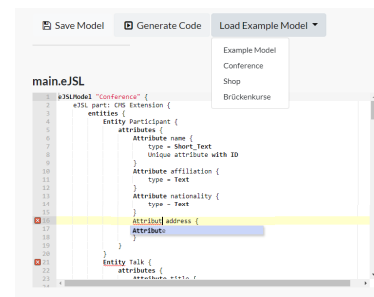 Save Model
Generate Code
Load Example Model
Example Model
Conference
Shop
Brückenkurse
main.eJSL
1 eJSLModel "Conference" {
2 eJSL part: CMS Extension {
3 entities {
4 Entity Participant {
5 attributes {
6 Attribute name {
7 type = Short_Text
8 Unique attribute with ID
9 }
10 Attribute affiliation {
11 type = Text
12 }
13 Attribute nationality {
14 type = Text
15 }
16 Attribut address {
17 Attribute
18 }
19 }
20 }
21 Entity Talk {
22 attributes {
23 Attribute title {
24